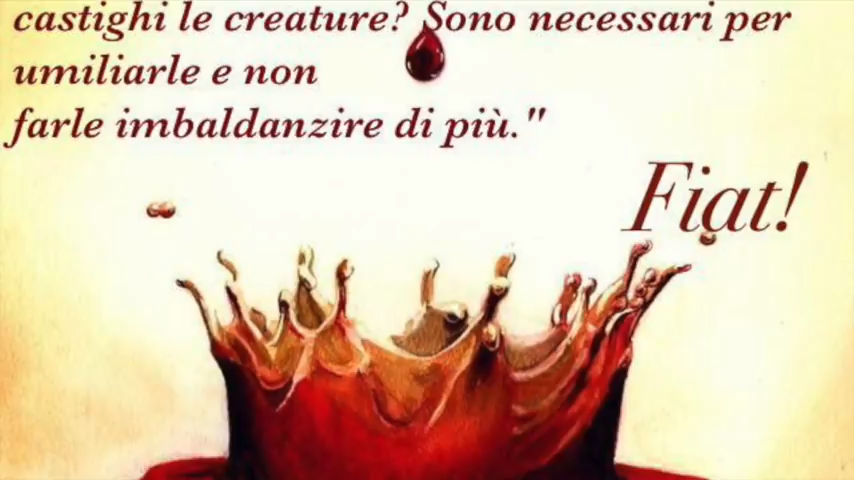 castighi le creature? Sono necessari per
umiliarle e non
farle imbaldanzire di più."
Fiat!